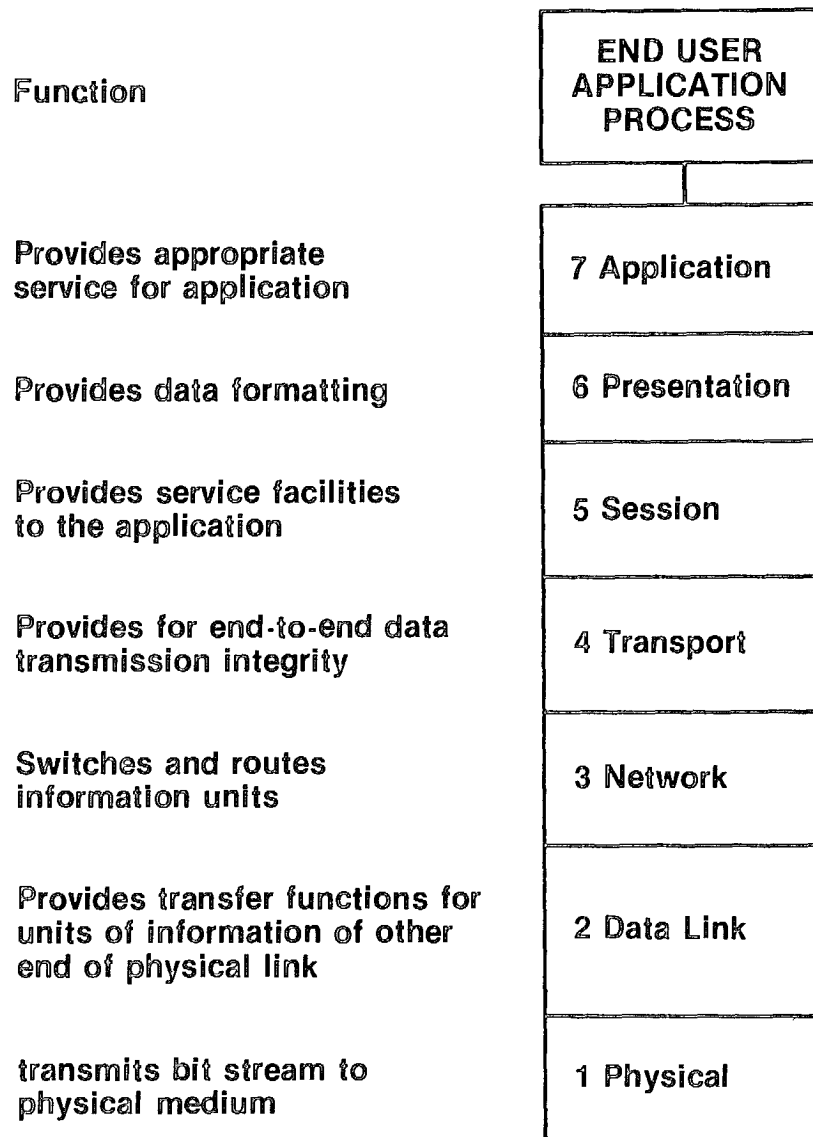 Function
END USER
APPLICATION
PROCESS
Provides appropriate
service for application
7 Application
Provides data formatting
6 Presentation
Provides service facilities
to the application
5 Session
Provides for end-to-end data
transmission integrity
4 Transport
Switches and routes
information units
3 Network
Provides transfer functions for
units of information of other
end of physical link
2 Data Link
transmits bit stream to
physical medium
1 Physical